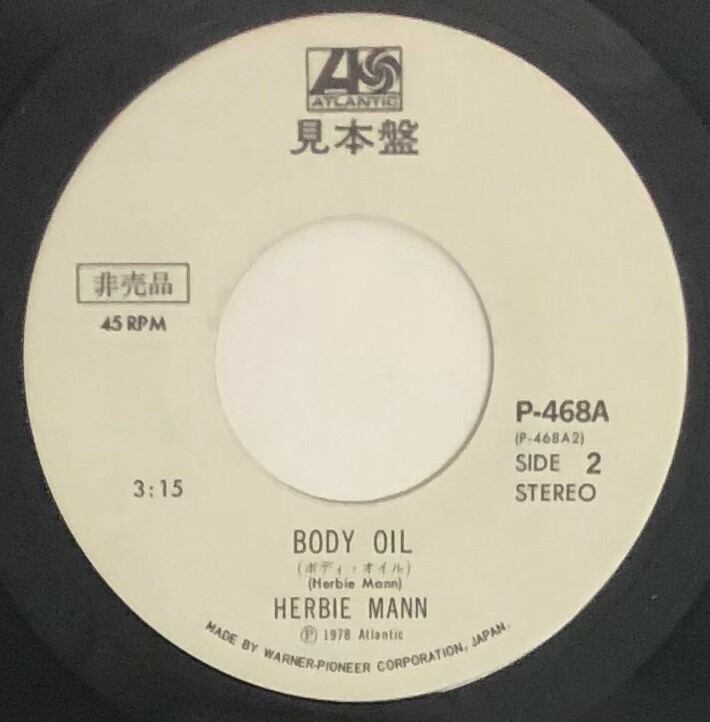 ATLANTIC
見本盤
非売品
45 RPM
P-468A
(P-468A2)
SIDE 2
STEREO
3:15
BODY OIL
(ボディ・オイル)
(Herbie Mann)
HERBIE MANN
Ⓟ 1978 Atlantic
MADE BY WARNER-PIONEER CORPORATION, JAPAN.